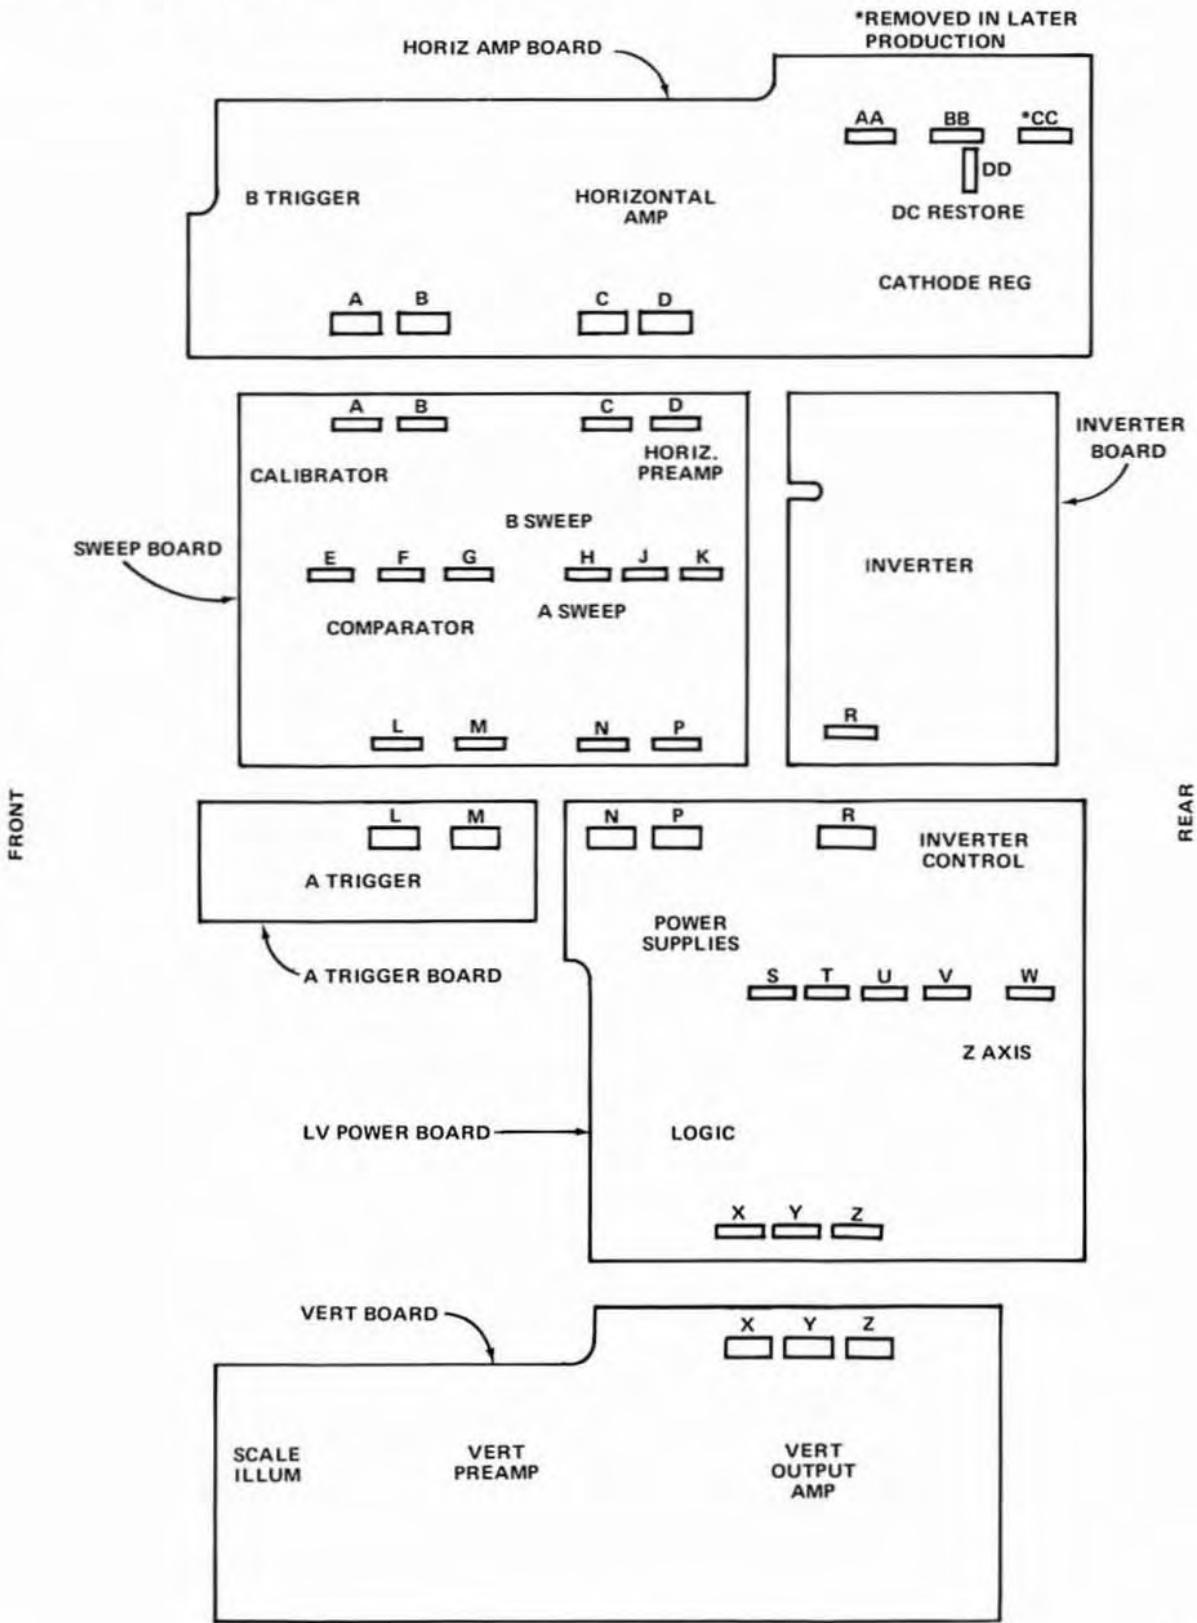 *REMOVED IN LATER
PRODUCTION
HORIZ AMP BOARD
AA BB *CC
DD
B TRIGGER
HORIZONTAL
AMP
DC RESTORE
CATHODE REG
A B C D
A B C D
CALIBRATOR
HORIZ.
PREAMP
INVERTER
BOARD
B SWEEP
SWEEP BOARD
E F G H J K
INVERTER
A SWEEP
COMPARATOR
L M N P
R
FRONT
REAR
L M
A TRIGGER
A TRIGGER BOARD
N P R
INVERTER
CONTROL
POWER
SUPPLIES
S T U V W
Z AXIS
LV POWER BOARD
LOGIC
X Y Z
VERT BOARD
X Y Z
SCALE
ILLUM
VERT
PREAMP
VERT
OUTPUT
AMP